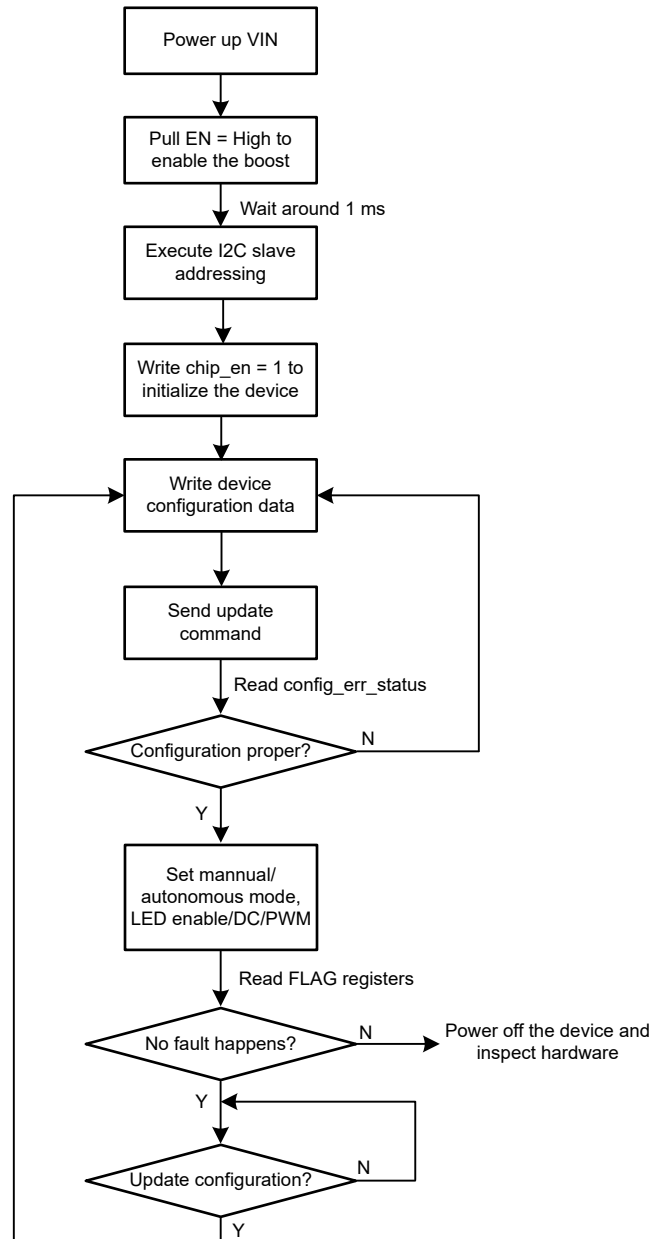 Power up VIN
Pull EN = High to
enable the boost
Wait around 1 ms
Execute I2C slave
addressing
Write chip_en = 1 to
initialize the device
Write device
configuration data
Send update
command
Read config_err_status
Configuration proper?
N
Y
Set mannual/
autonomous mode,
LED enable/DC/PWM
Read FLAG registers
No fault happens?
N
Power off the device and
inspect hardware
Y
Update configuration?
N
Y